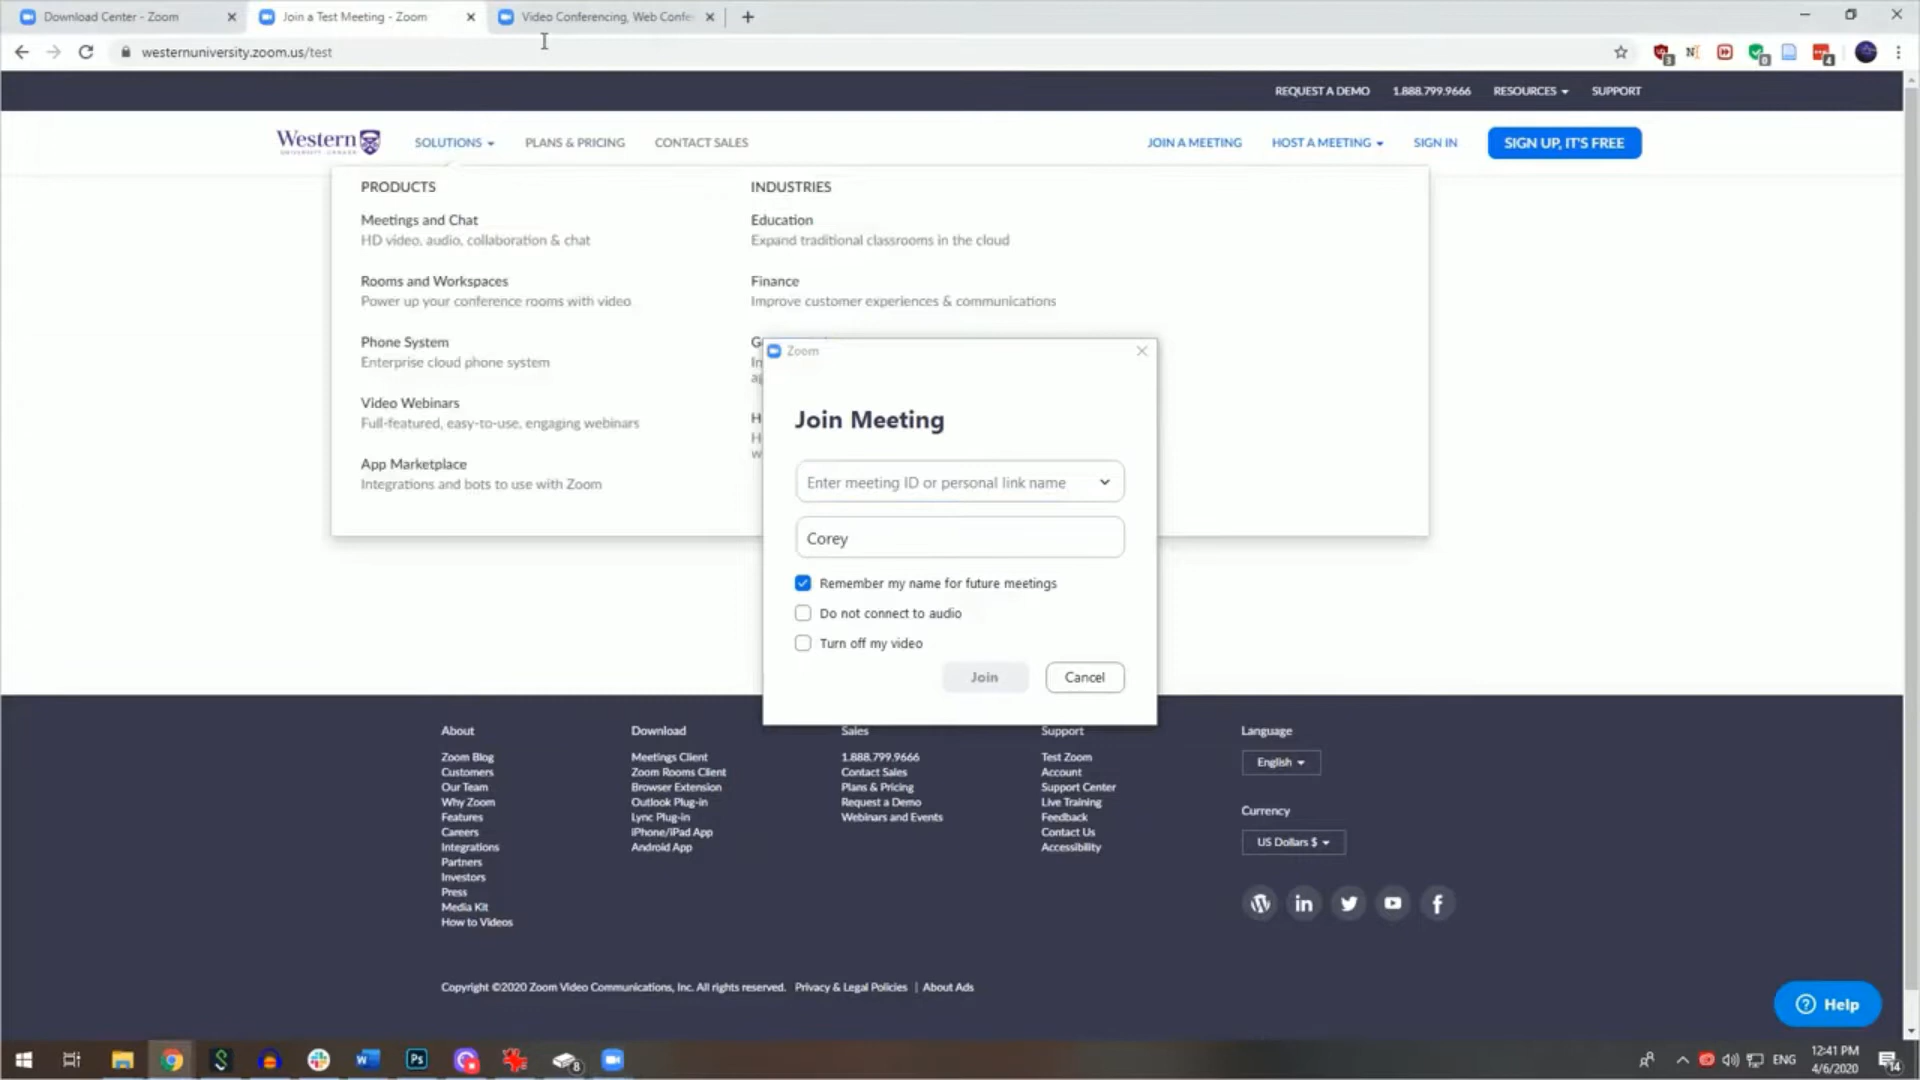 Download Center - Zoom
Join a Test Meeting - Zoom
Video Conferencing, Web Confe
westernuniversity.zoom.us/test
REQUEST A DEMO
1.888.799.9666
RESOURCES
SUPPORT
Western
SOLUTIONS
PLANS & PRICING
CONTACT SALES
JOIN A MEETING
HOST A MEETING
SIGN IN
SIGN UP, IT'S FREE
PRODUCTS
Meetings and Chat
HD video, audio, collaboration & chat
Rooms and Workspaces
Power up your conference rooms with video
Phone System
Enterprise cloud phone system
Video Webinars
Full-featured, easy-to-use, engaging webinars
App Marketplace
Integrations and bots to use with Zoom
INDUSTRIES
Education
Expand traditional classrooms in the cloud
Finance
Improve customer experiences & communications
Zoom
Join Meeting
Enter meeting ID or personal link name
Corey
Remember my name for future meetings
Do not connect to audio
Turn off my video
Join
Cancel
About
Zoom Blog
Customers
Our Team
Why Zoom
Features
Careers
Integrations
Partners
Investors
Press
Media Kit
How to Videos
Download
Meetings Client
Zoom Rooms Client
Browser Extension
Outlook Plug-in
Lync Plug-in
iPhone/iPad App
Android App
Sales
1.888.799.9666
Contact Sales
Plans & Pricing
Request a Demo
Webinars and Events
Support
Test Zoom
Account
Support Center
Live Training
Feedback
Contact Us
Accessibility
Language
English
Currency
US Dollars $
Copyright ©2020 Zoom Video Communications, Inc. All rights reserved. Privacy & Legal Policies | About Ads
Help
ENG
12:41 PM
4/6/2020